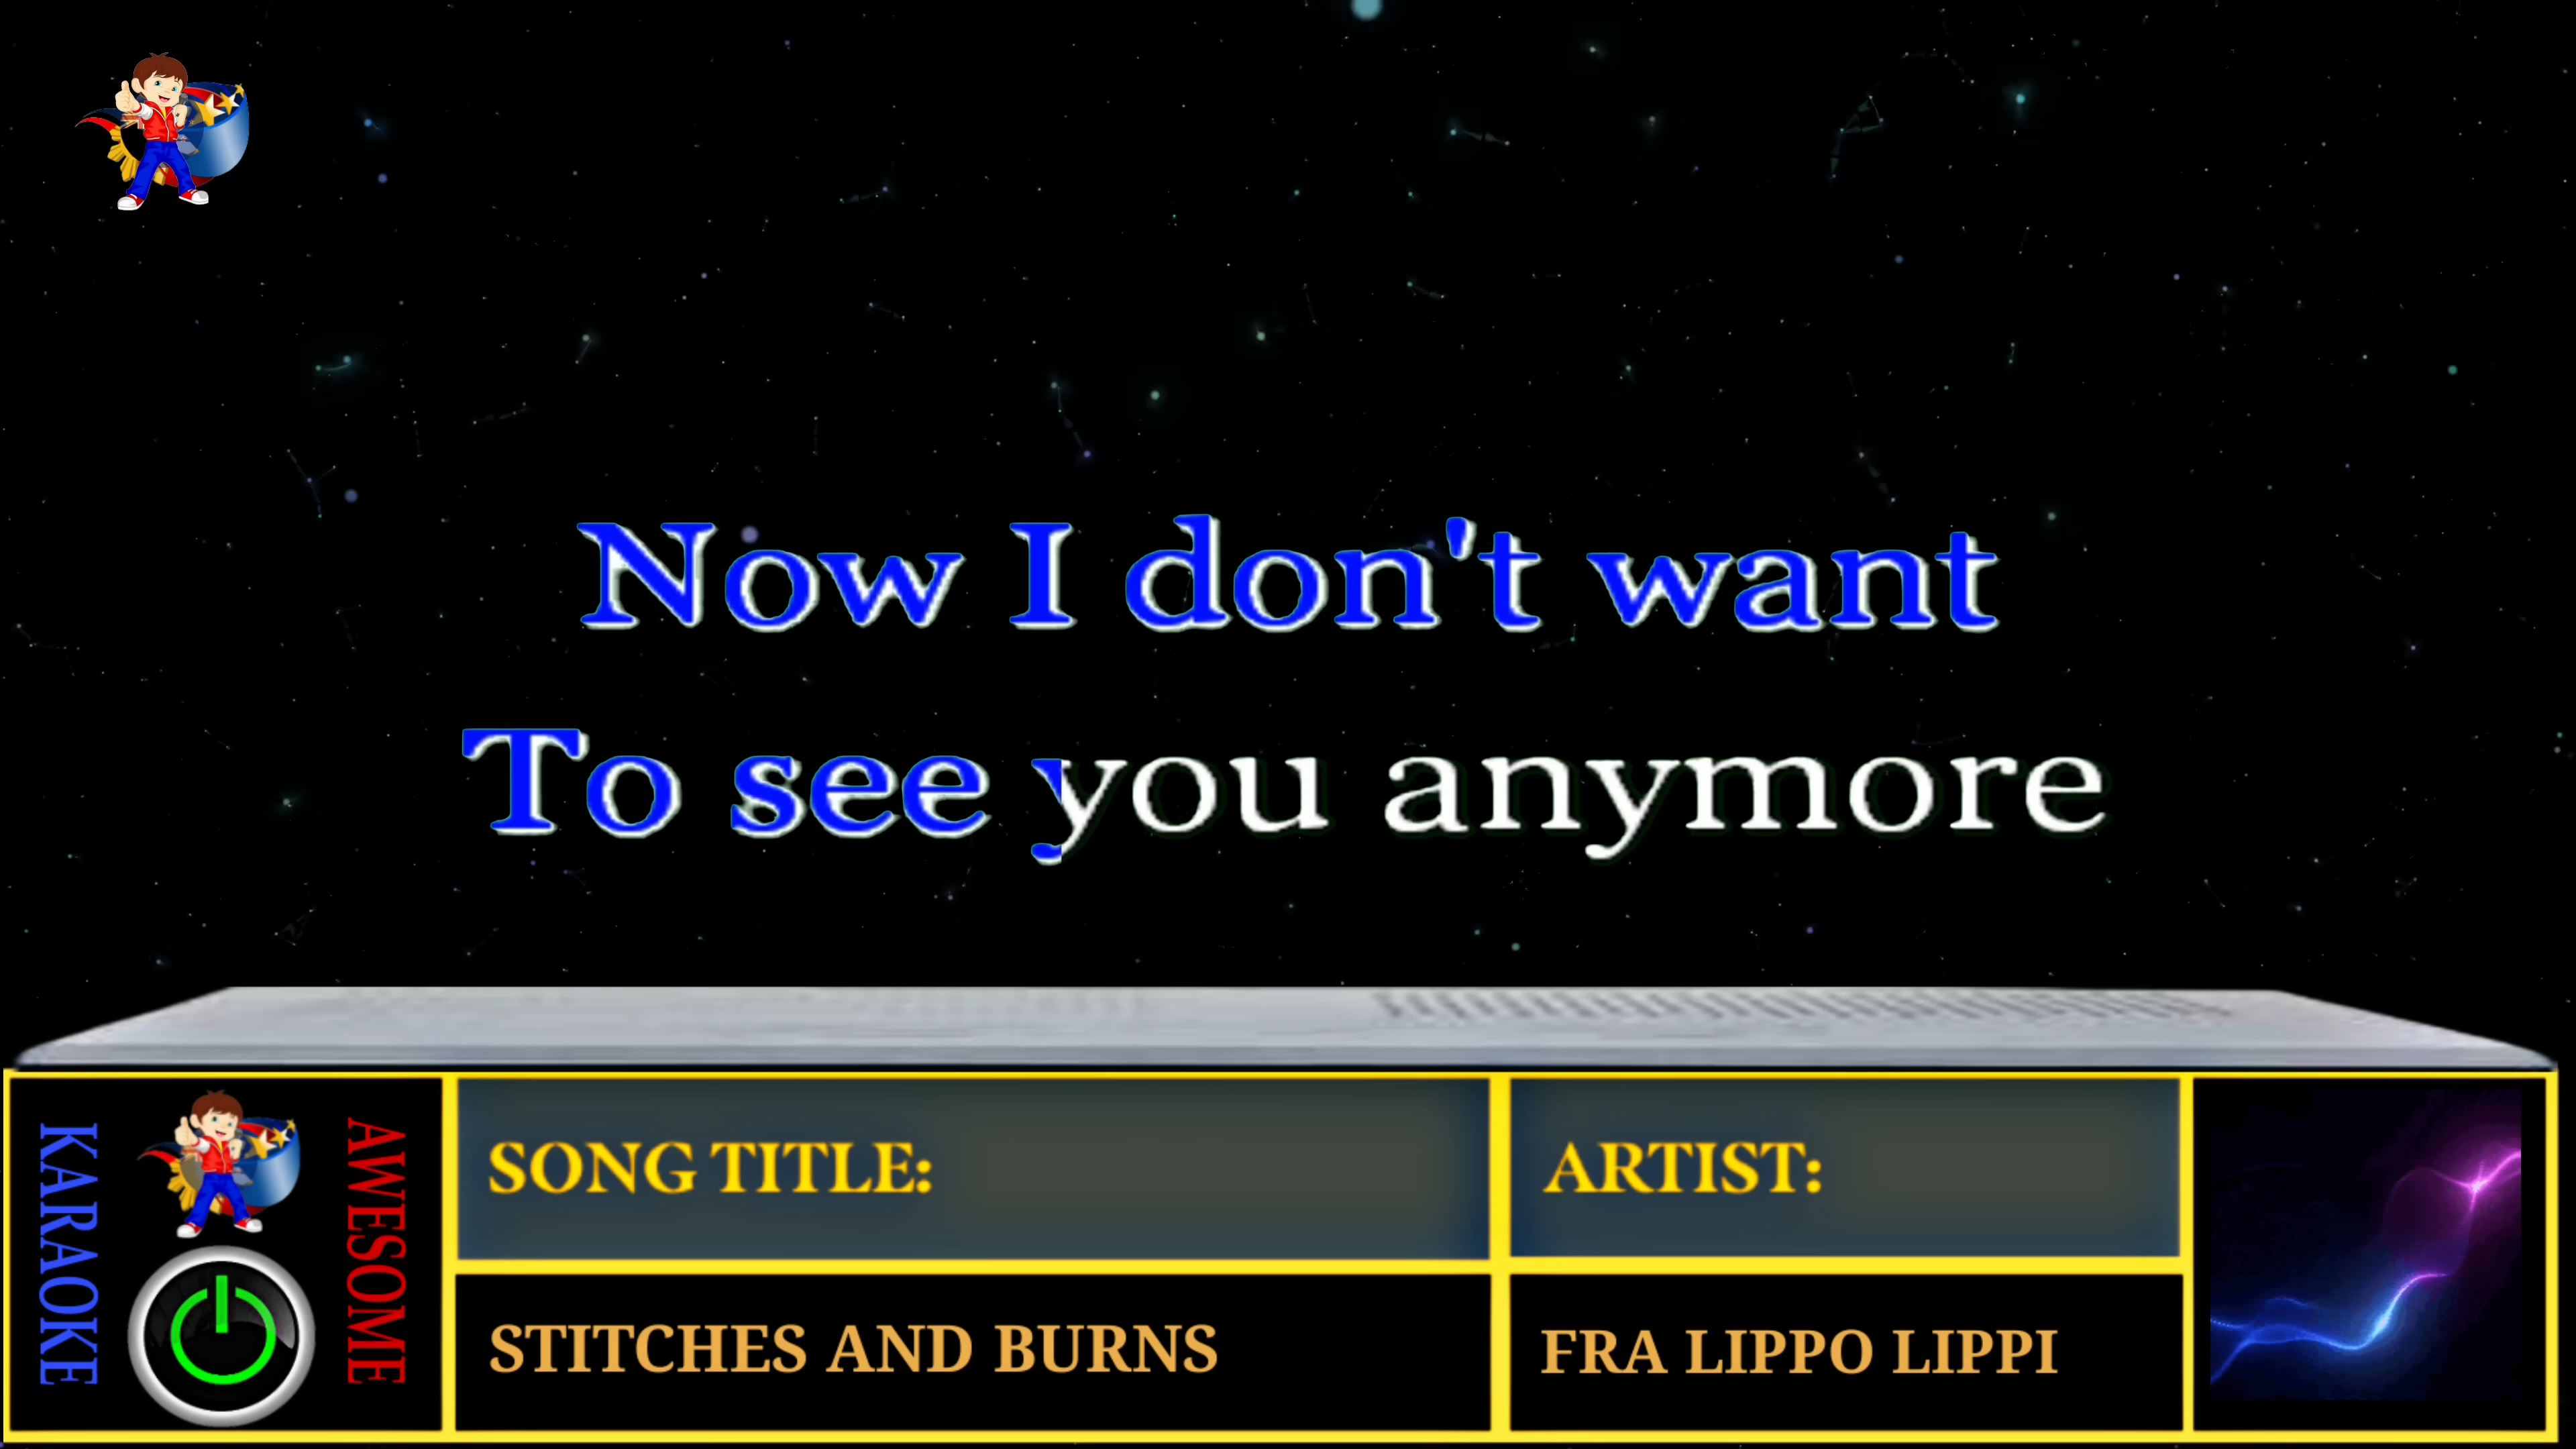 Now I don't want
To see you anymore
KARAOKE
AWESOME
SONG TITLE:
ARTIST:
STITCHES AND BURNS
FRA LIPPO LIPPI